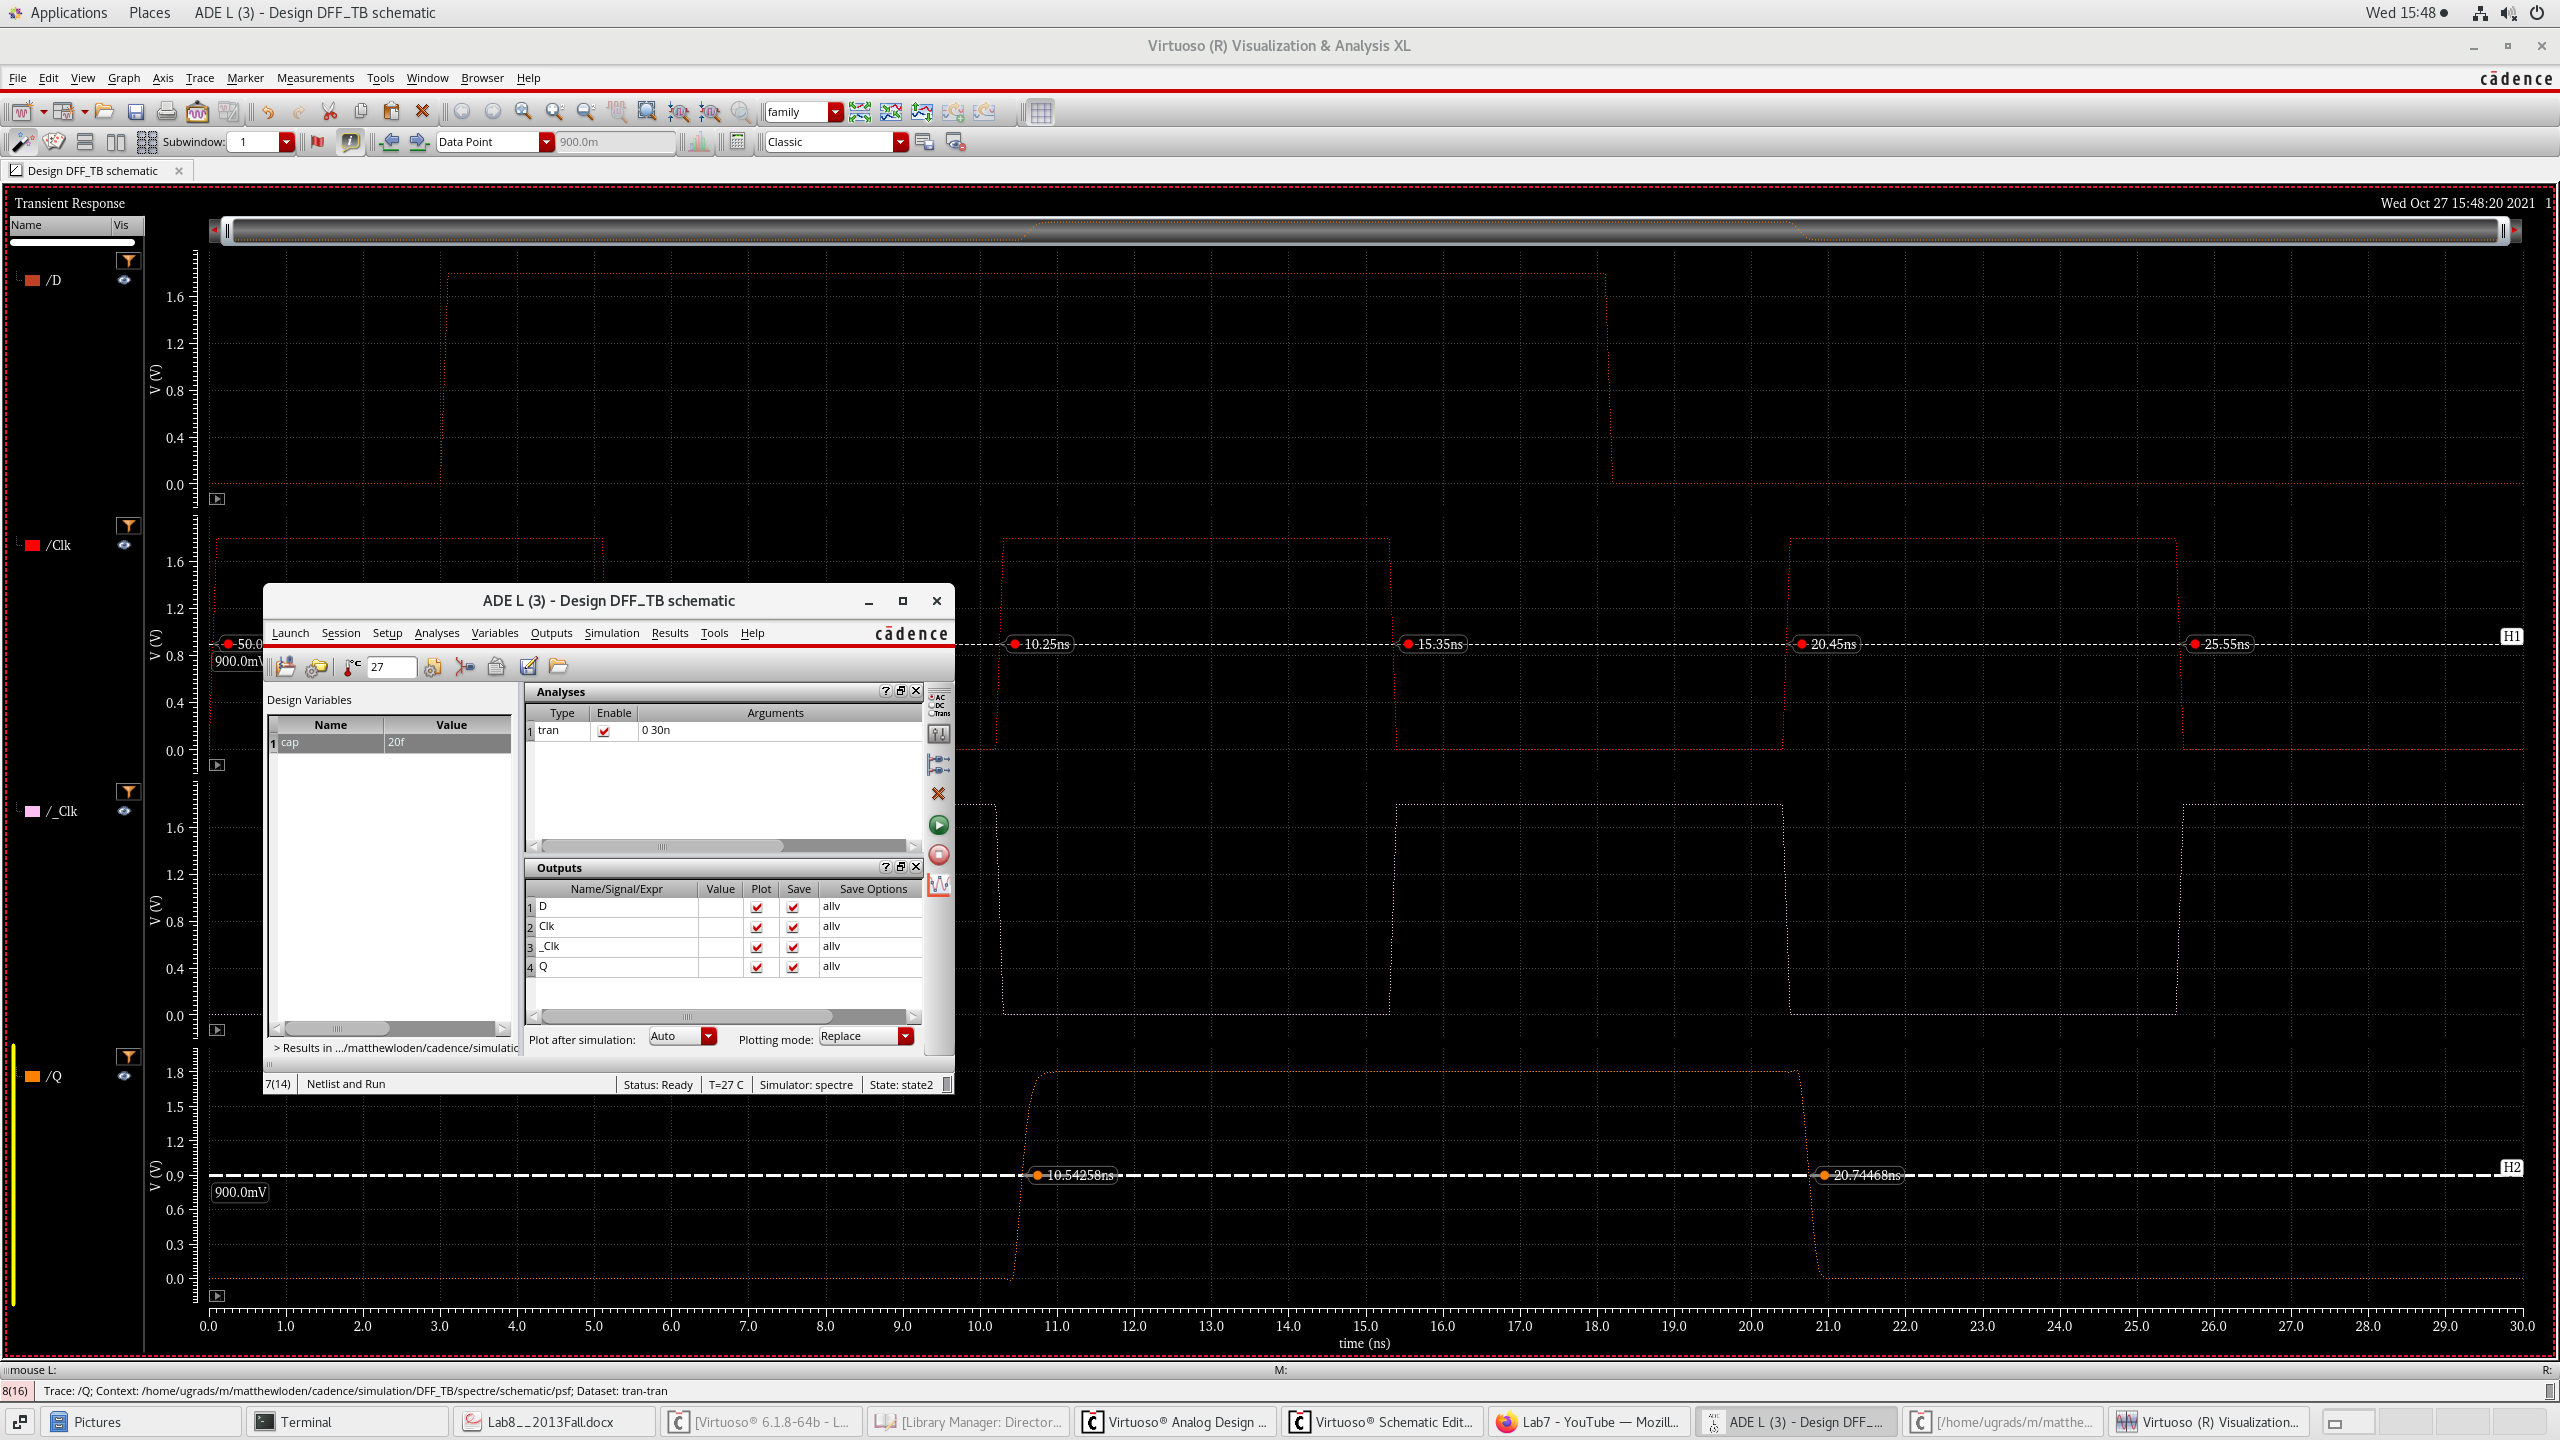 Applications Places ADE L (3) - Design DFF_TB schematic Wed 15:48
Virtuoso (R) Visualization & Analysis XL
File Edit View Graph Axis Trace Marker Measurements Tools Window Browser Help cādence
family
Subwindow: 1 Data Point 900.0m Classic
Design DFF_TB schematic
Transient Response
Wed Oct 27 15:48:20 2021 1
Name Vis
/D
V (V)
1.6
1.2
0.8
0.4
0.0
/Clk
V (V)
1.6
1.2
0.8
0.4
0.0
50.0
900.0mV
10.25ns 15.35ns 20.45ns 25.55ns H1
/_Clk
V (V)
1.6
1.2
0.8
0.4
0.0
/Q
V (V)
1.8
1.5
1.2
0.9
0.6
0.3
0.0
900.0mV
10.54258ns 20.74468ns H2
0.0 1.0 2.0 3.0 4.0 5.0 6.0 7.0 8.0 9.0 10.0 11.0 12.0 13.0 14.0 15.0 16.0 17.0 18.0 19.0 20.0 21.0 22.0 23.0 24.0 25.0 26.0 27.0 28.0 29.0 30.0
time (ns)
ADE L (3) - Design DFF_TB schematic
Launch Session Setup Analyses Variables Outputs Simulation Results Tools Help cādence
°C 27
Design Variables
Name Value
1 cap 20f
> Results in .../matthewloden/cadence/simulatic
Analyses
Type Enable Arguments
1 tran 0 30n
AC
DC
Trans
Outputs
Name/Signal/Expr Value Plot Save Save Options
1 D allv
2 Clk allv
3 _Clk allv
4 Q allv
Plot after simulation: Auto Plotting mode: Replace
7(14) Netlist and Run Status: Ready T=27 C Simulator: spectre State: state2
mouse L: M: R:
8(16) Trace: /Q; Context: /home/ugrads/m/matthewloden/cadence/simulation/DFF_TB/spectre/schematic/psf; Dataset: tran-tran
Pictures Terminal Lab8__2013Fall.docx [Virtuoso® 6.1.8-64b - L... [Library Manager: Director... Virtuoso® Analog Design ... Virtuoso® Schematic Edit... Lab7 - YouTube — Mozill... ADE L (3) - Design DFF_... [/home/ugrads/m/matthe... Virtuoso (R) Visualization...